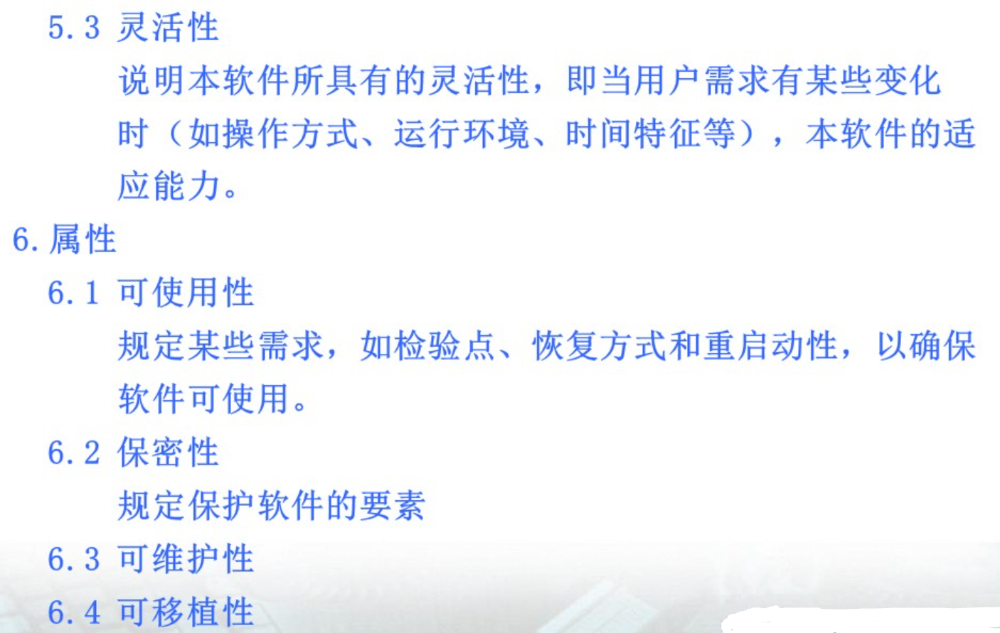 5.3 灵活性
说明本软件所具有的灵活性，即当用户需求有某些变化
时（如操作方式、运行环境、时间特征等），本软件的适
应能力。
6.属性
6.1 可使用性
规定某些需求，如检验点、恢复方式和重启动性，以确保
软件可使用。
6.2 保密性
规定保护软件的要素
6.3 可维护性
6.4 可移植性